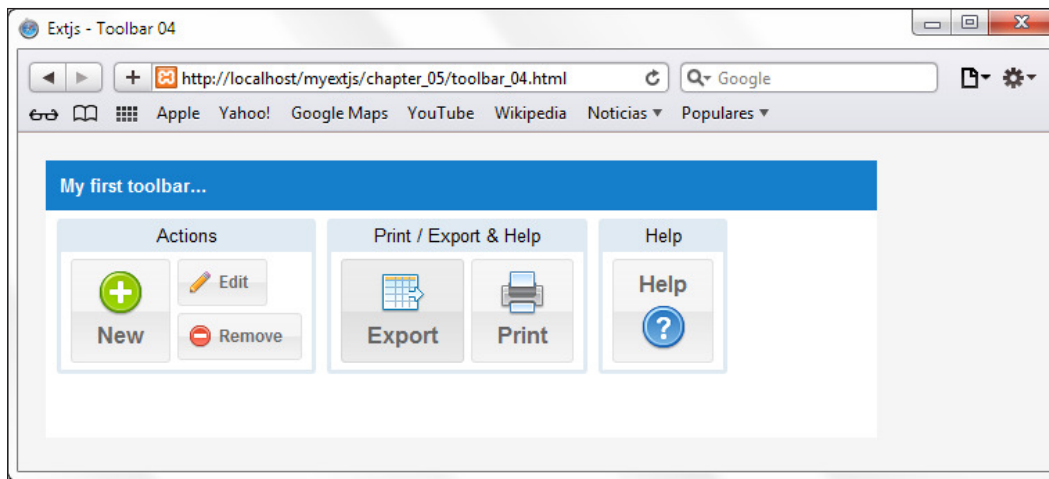 Extjs - Toolbar 04
http://localhost/myextjs/chapter_05/toolbar_04.html
Google
Apple Yahoo! Google Maps YouTube Wikipedia Noticias Populares
My first toolbar...
Actions
New
Edit
Remove
Print / Export & Help
Export
Print
Help
Help